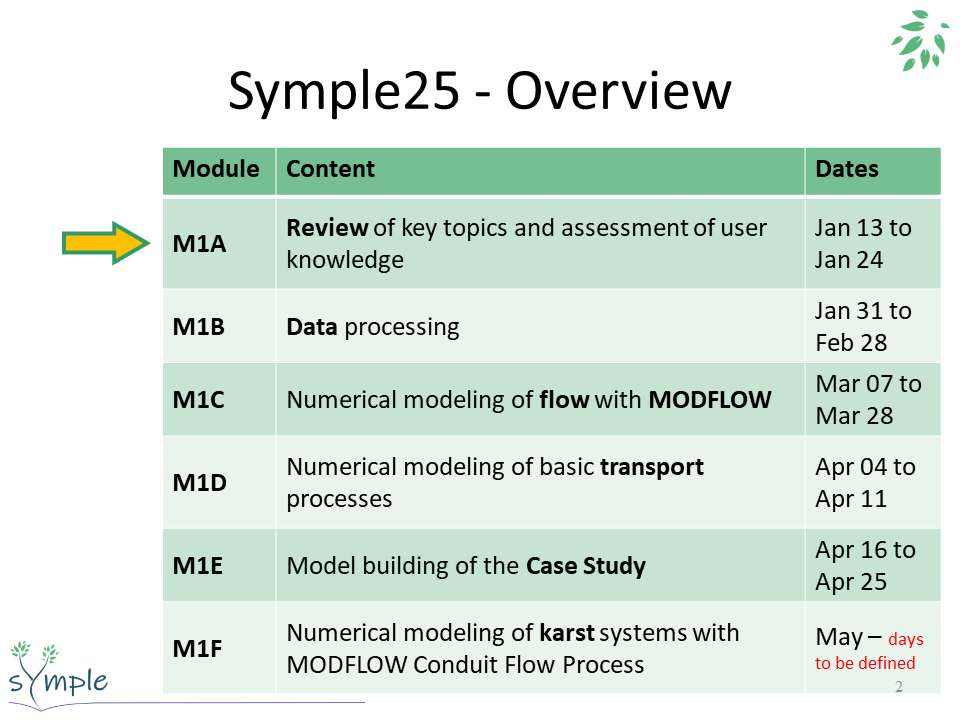 Symple25 - Overview
Module Content Dates
M1A
Review of key topics and assessment of user
knowledge
Jan 13 to
Jan 24
M1B
Data processing
Jan 31 to
Feb 28
M1C
Numerical modeling of flow with MODFLOW
Mar 07 to
Mar 28
M1D
Numerical modeling of basic transport
processes
Apr 04 to
Apr 11
M1E
Model building of the Case Study
Apr 16 to
Apr 25
M1F
Numerical modeling of karst systems with
MODFLOW Conduit Flow Process
May – days
to be defined
symple
2